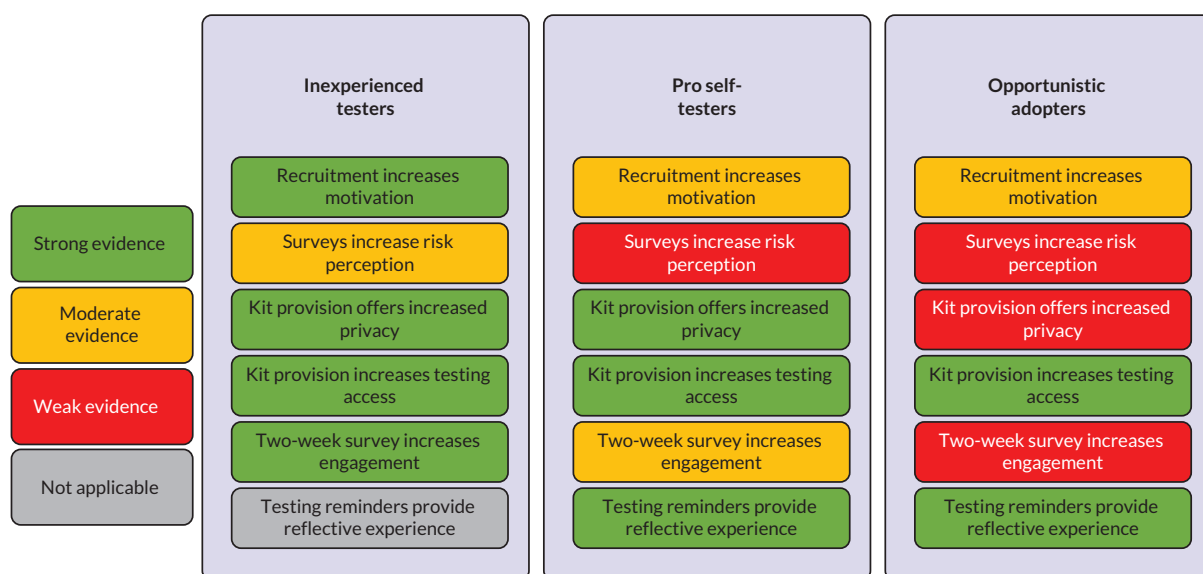 Strong evidence
Moderate
evidence
Weak evidence
Not applicable
Inexperienced
testers
Recruitment increases
motivation
Surveys increase risk
perception
Kit provision offers increased
privacy
Kit provision increases testing
access
Two-week survey increases
engagement
Testing reminders provide
reflective experience
Pro self-
testers
Recruitment increases
motivation
Surveys increase risk
perception
Kit provision offers increased
privacy
Kit provision increases testing
access
Two-week survey increases
engagement
Testing reminders provide
reflective experience
Opportunistic
adopters
Recruitment increases
motivation
Surveys increase risk
perception
Kit provision offers increased
privacy
Kit provision increases testing
access
Two-week survey increases
engagement
Testing reminders provide
reflective experience